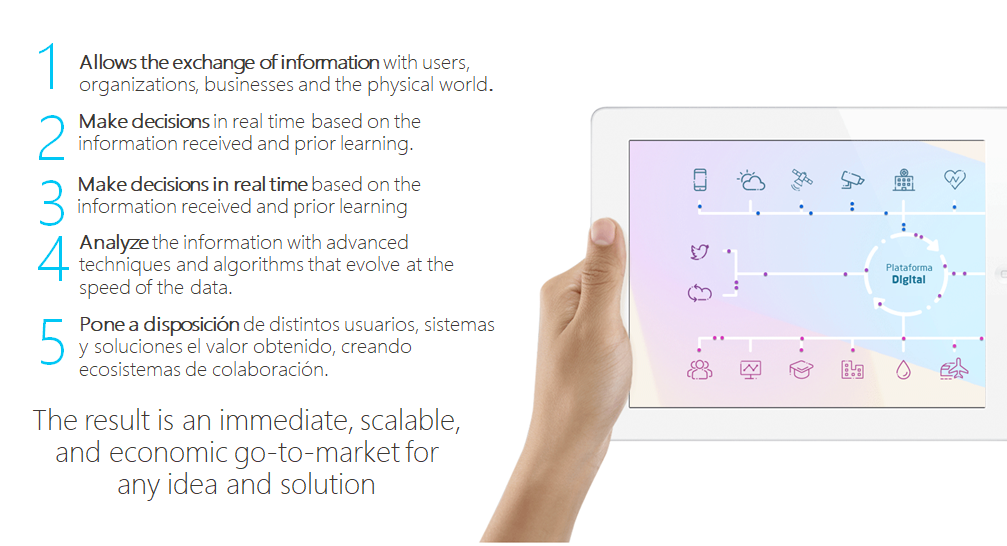 1
Allows the exchange of information with users,
organizations, businesses and the physical world.
2
Make decisions in real time based on the
information received and prior learning.
3
Make decisions in real time based on the
information received and prior learning
4
Analyze the information with advanced
techniques and algorithms that evolve at the
speed of the data.
5
Pone a disposición de distintos usuarios, sistemas
y soluciones el valor obtenido, creando
ecosistemas de colaboración.
The result is an immediate, scalable,
and economic go-to-market for
any idea and solution
Plataforma
Digital